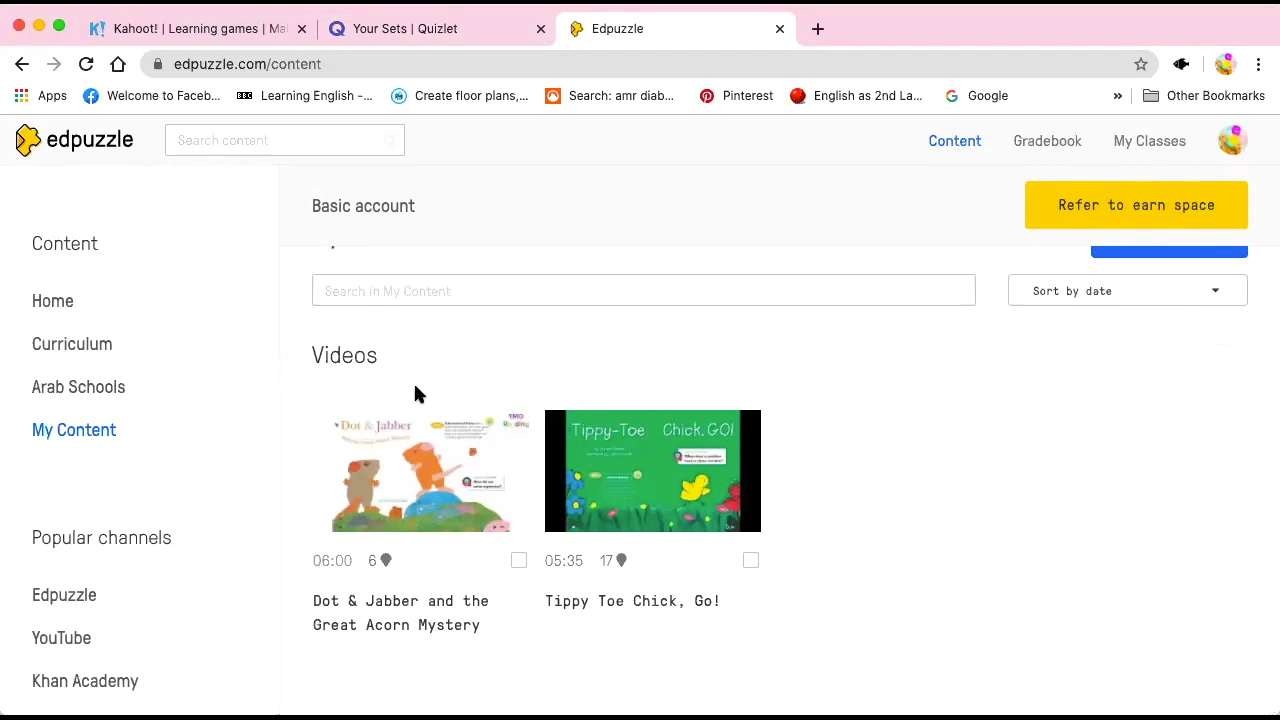 Kahoot! | Learning games | Ma
Your Sets | Quizlet
Edpuzzle
edpuzzle.com/content
Apps
Welcome to Faceb...
BBC
Learning English -...
Create floor plans,...
Search: amr diab...
Pinterest
English as 2nd La...
Google
»
Other Bookmarks
edpuzzle
Search content
Content
Gradebook
My Classes
Basic account
Refer to earn space
Content
Home
Curriculum
Arab Schools
My Content
Popular channels
Edpuzzle
YouTube
Khan Academy
Search in My Content
Sort by date
Videos
Dot & Jabber
Tippy-Toe Chick, GO!
06:00 6
05:35 17
Dot & Jabber and the
Great Acorn Mystery
Tippy Toe Chick, Go!